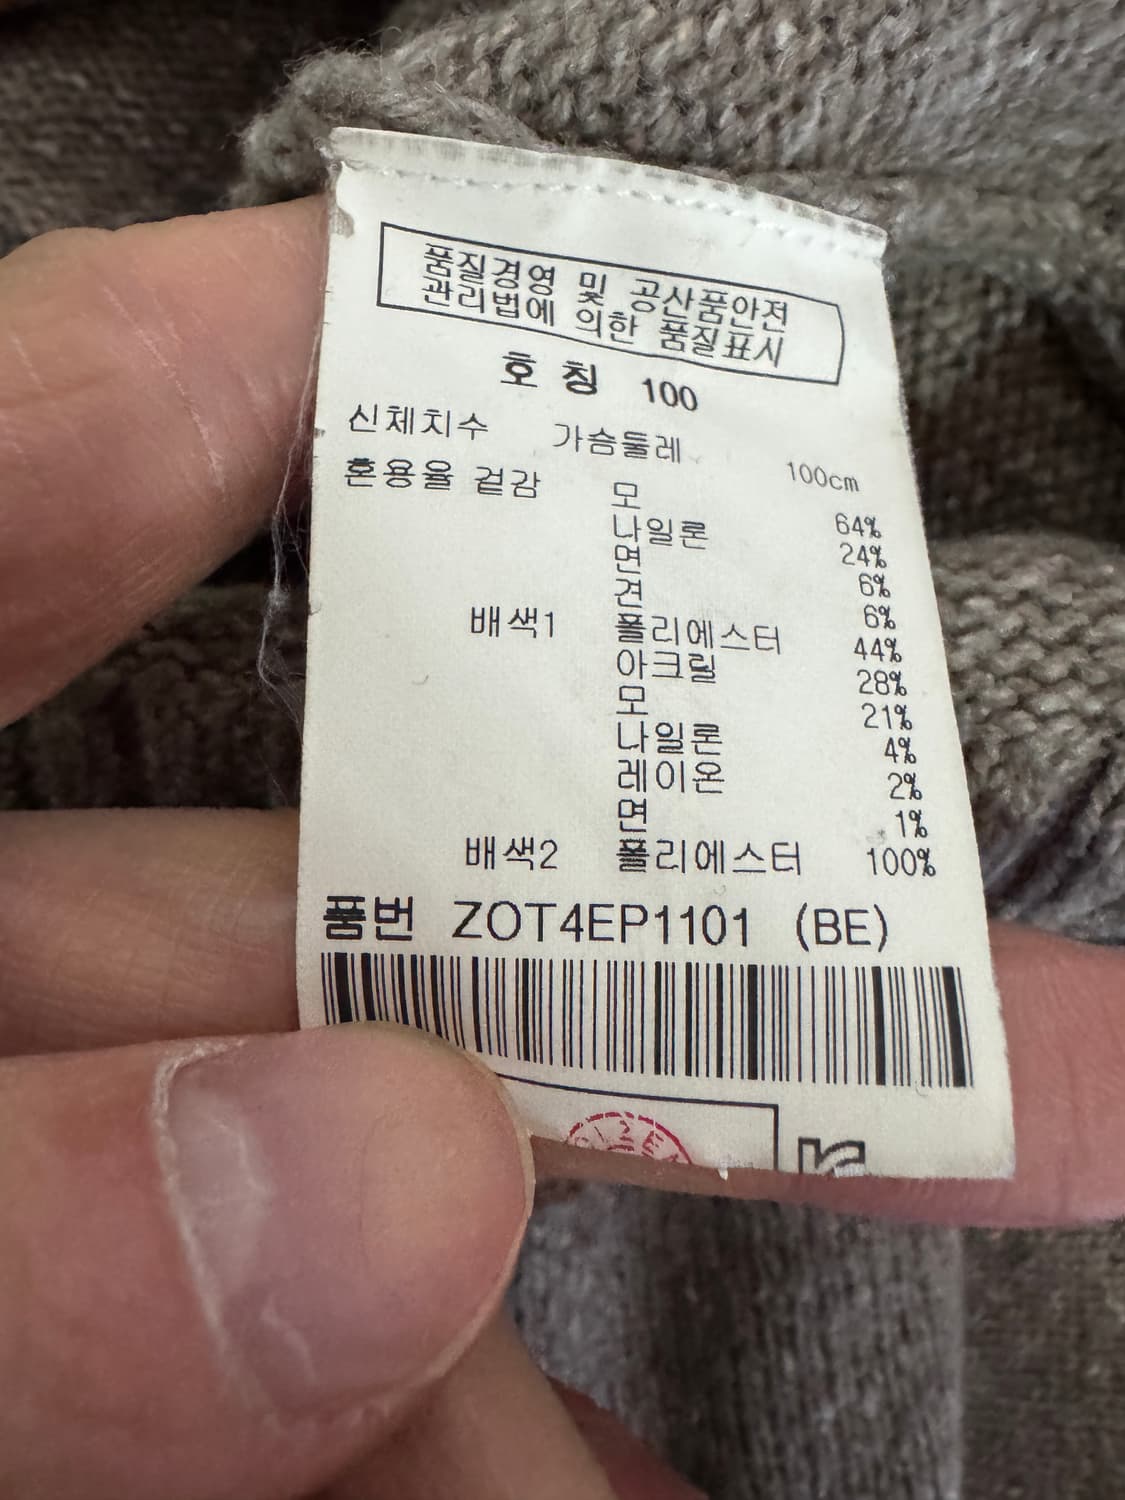 품질경영 및 공산품안전
관리법에 의한 품질표시
호 칭 100
신체치수 가슴둘레 100cm
혼용율 겉감 모 64%
나일론 24%
면 6%
견 6%
배색1 폴리에스터 44%
아크릴 28%
모 21%
나일론 4%
레이온 2%
면 1%
배색2 폴리에스터 100%
품번 ZOT4EP1101 (BE)